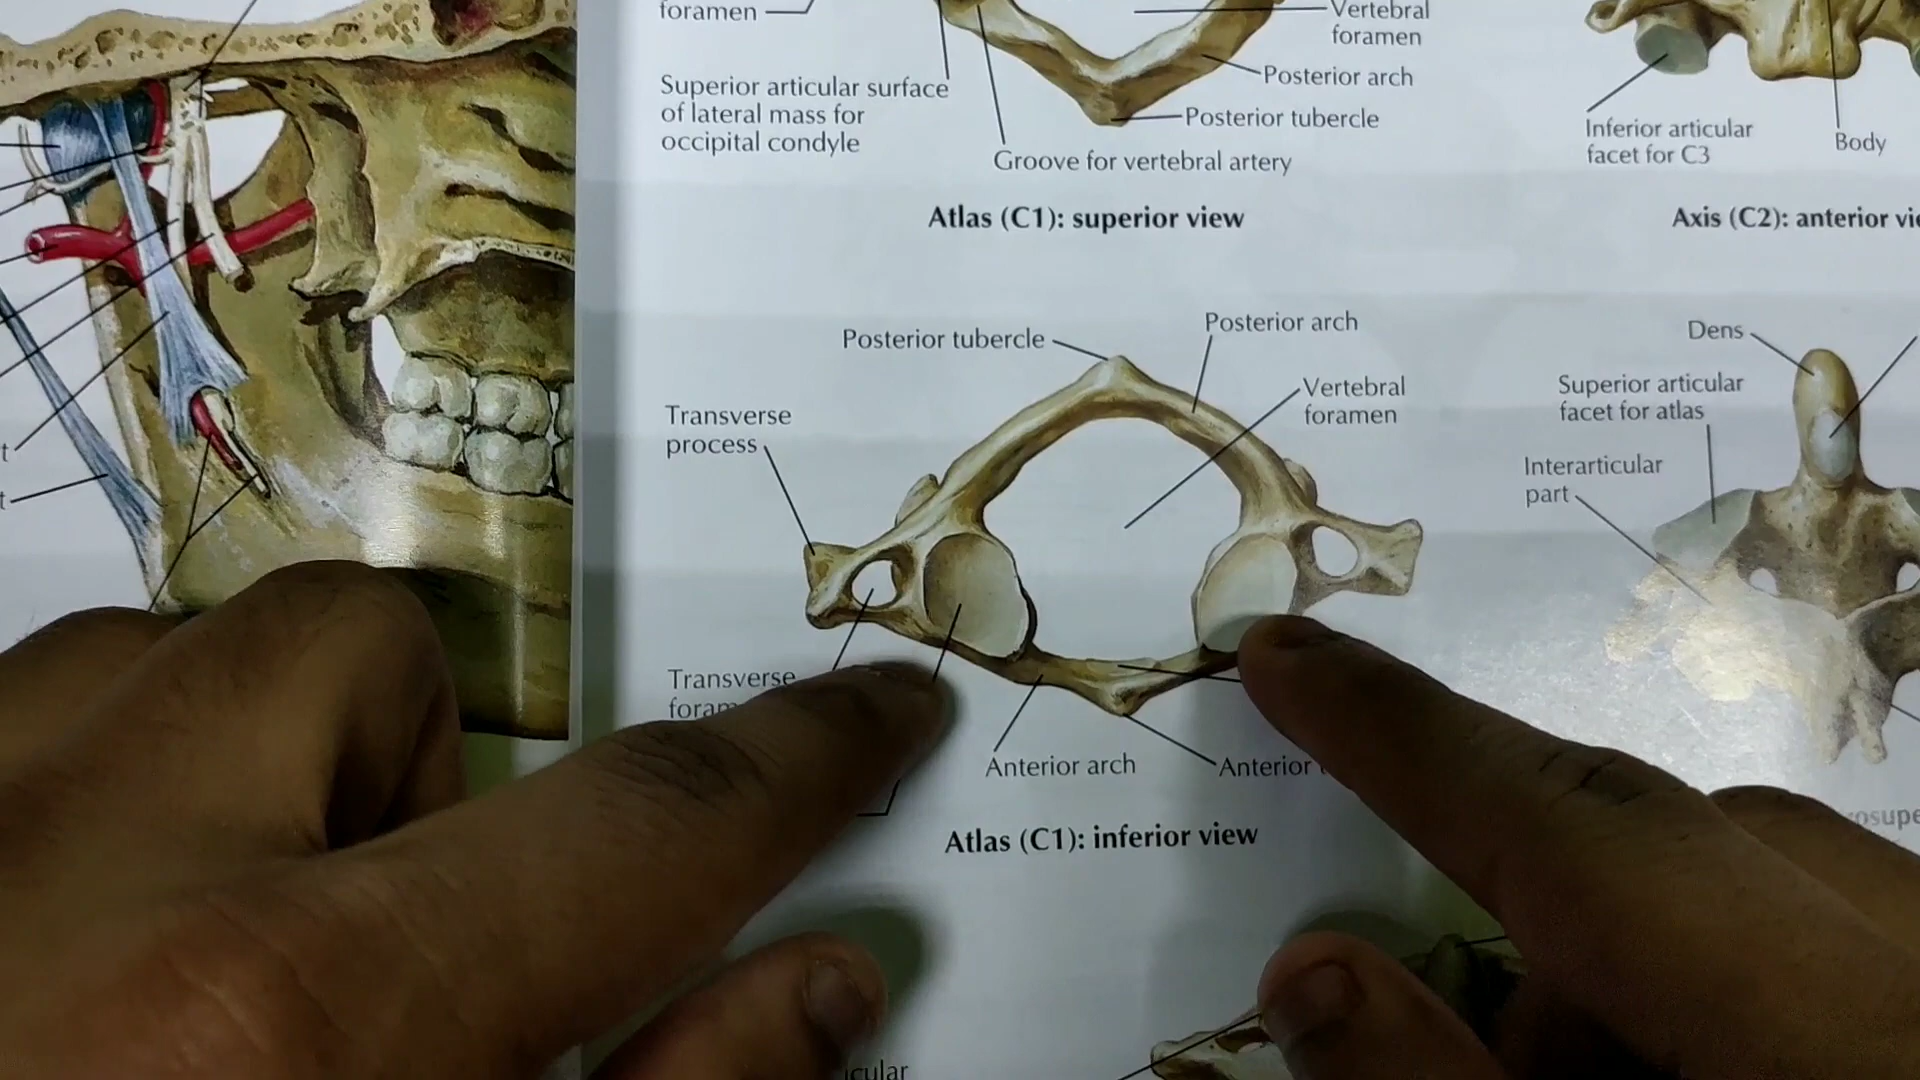 foramen
Superior articular surface
of lateral mass for
occipital condyle
Groove for vertebral artery
Posterior tubercle
Posterior arch
Vertebral
foramen
Atlas (C1): superior view
Inferior articular
facet for C3
Body
Axis (C2): anterior
Posterior tubercle
Posterior arch
Vertebral
foramen
Transverse
process
Transverse
Anterior arch
Anterior
Atlas (C1): inferior view
Dens
Superior articular
facet for atlas
Interarticular
part